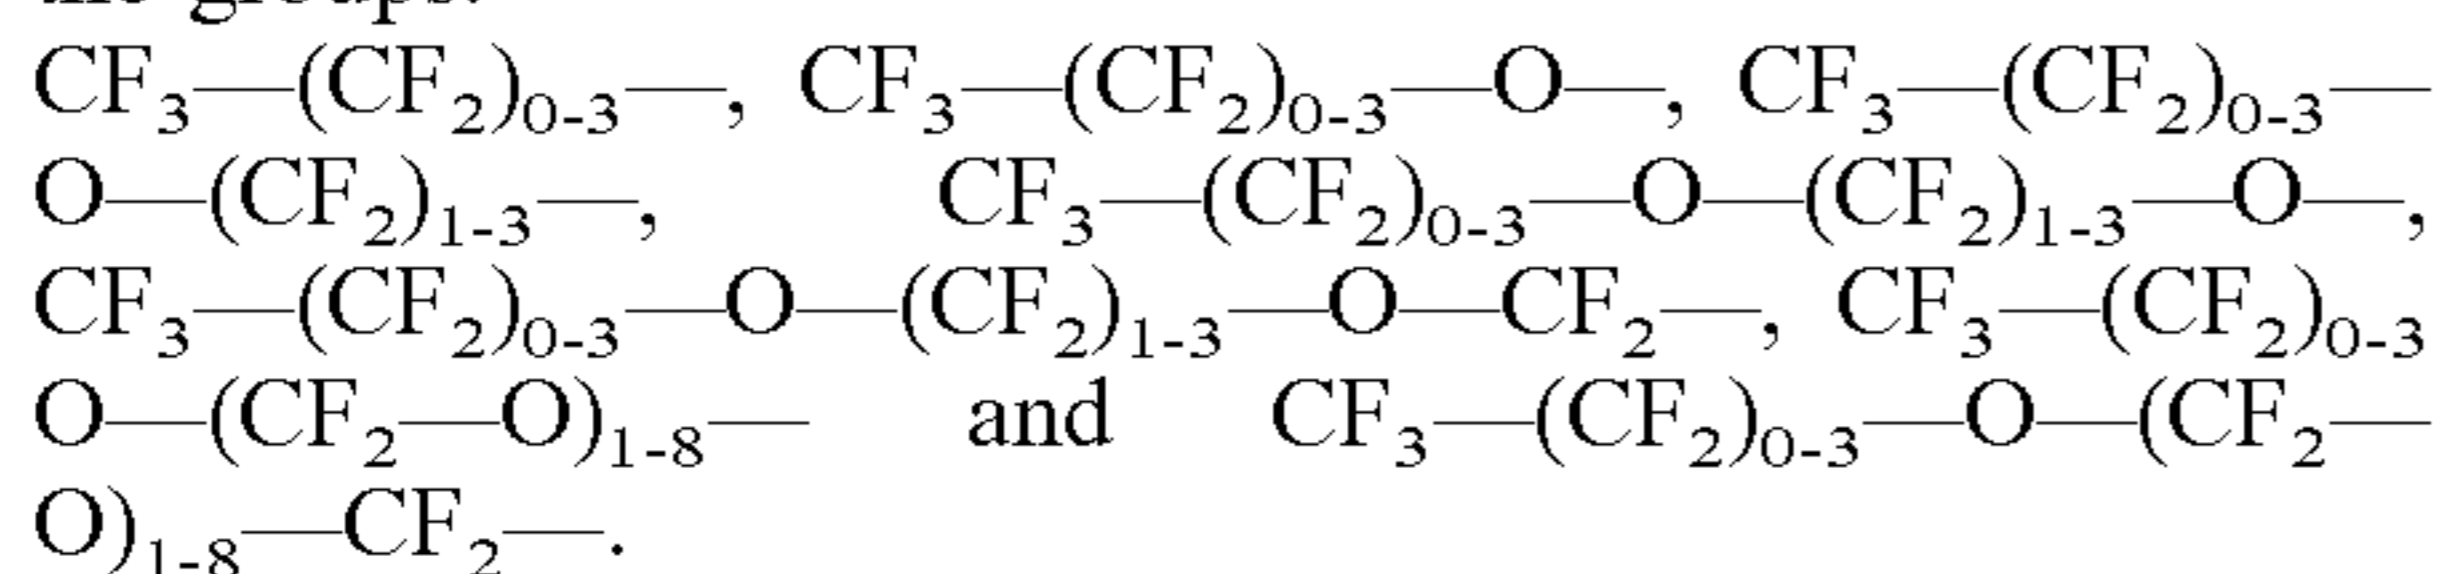 the groups:
CF₃—(CF₂)₀₋₃—, CF₃—(CF₂)₀₋₃—O—, CF₃—(CF₂)₀₋₃—
O—(CF₂)₁₋₃—, CF₃—(CF₂)₀₋₃—O—(CF₂)₁₋₃—O—,
CF₃—(CF₂)₀₋₃—O—(CF₂)₁₋₃—O—CF₂—, CF₃—(CF₂)₀₋₃
O—(CF₂—O)₁₋₈— and CF₃—(CF₂)₀₋₃—O—(CF₂—
O)₁₋₈—CF₂—.